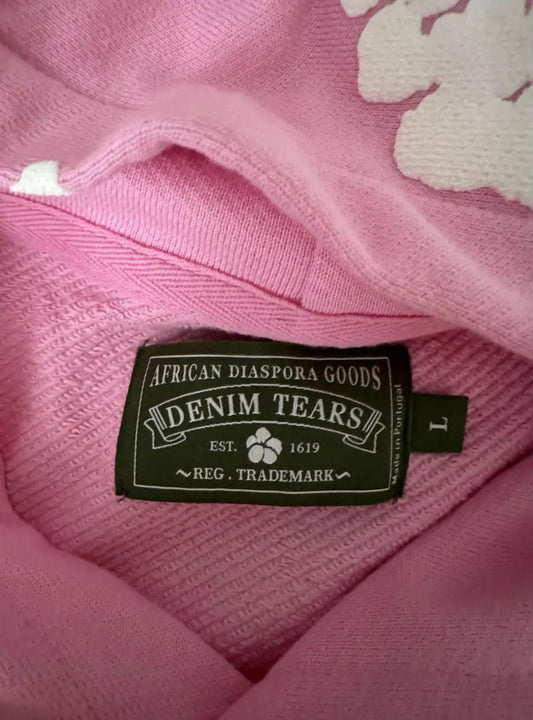 AFRICAN DIASPORA GOODS
DENIM TEARS
EST. 1619
~REG. TRADEMARK~
Made in Portugal
L